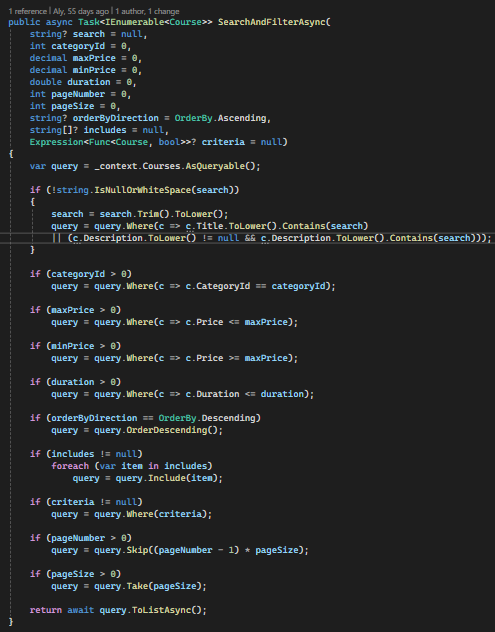 1 reference | Aly, 55 days ago | 1 author, 1 change
public async Task<IEnumerable<Course>> SearchAndFilterAsync(
    string? search = null,
    int categoryId = 0,
    decimal maxPrice = 0,
    decimal minPrice = 0,
    double duration = 0,
    int pageNumber = 0,
    int pageSize = 0,
    string? orderByDirection = OrderBy.Ascending,
    string[]? includes = null,
    Expression<Func<Course, bool>>? criteria = null)
{
    var query = _context.Courses.AsQueryable();
    if (!string.IsNullOrWhiteSpace(search))
    {
        search = search.Trim().ToLower();
        query = query.Where(c => c.Title.ToLower().Contains(search)
        || (c.Description.ToLower() != null && c.Description.ToLower().Contains(search)));
    }
    if (categoryId > 0)
        query = query.Where(c => c.CategoryId == categoryId);
    if (maxPrice > 0)
        query = query.Where(c => c.Price <= maxPrice);
    if (minPrice > 0)
        query = query.Where(c => c.Price >= maxPrice);
    if (duration > 0)
        query = query.Where(c => c.Duration <= duration);
    if (orderByDirection == OrderBy.Descending)
        query = query.OrderDescending();
    if (includes != null)
        foreach (var item in includes)
            query = query.Include(item);
    if (criteria != null)
        query = query.Where(criteria);
    if (pageNumber > 0)
        query = query.Skip((pageNumber - 1) * pageSize);
    if (pageSize > 0)
        query = query.Take(pageSize);
    return await query.ToListAsync();
}